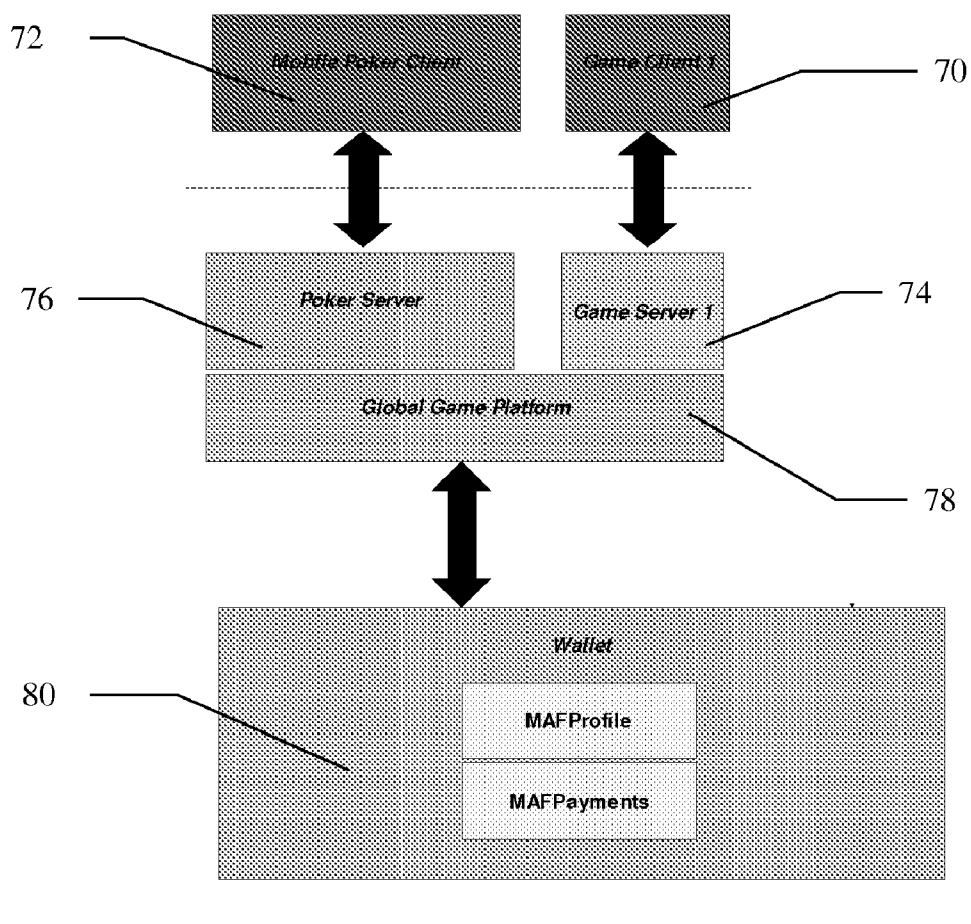 72
Mobile Poker Client
Game Client 1
70
76
Poker Server
Game Server 1
74
Global Game Platform
78
Wallet
80
MAFProfile
MAFPayments